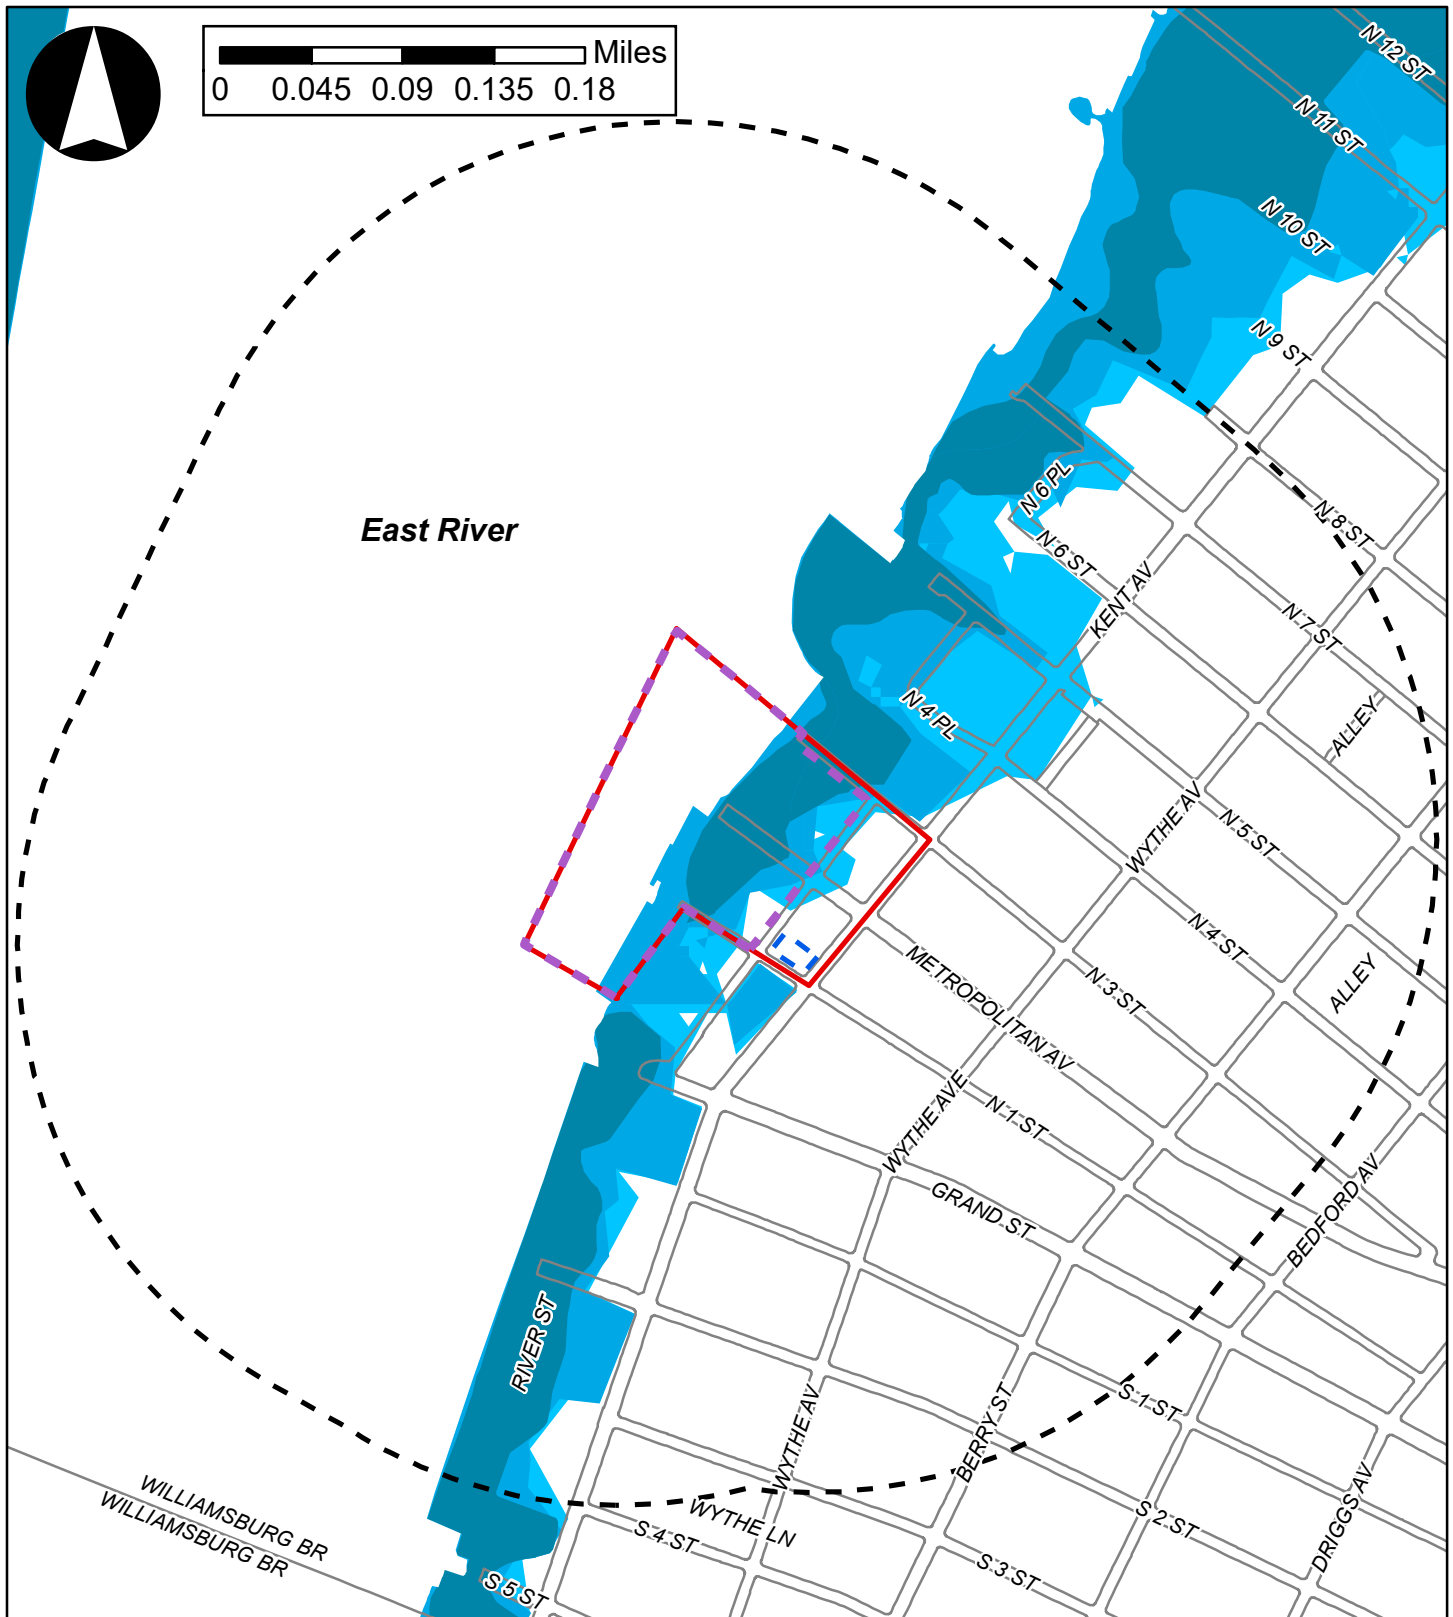 Miles
0 0.045 0.09 0.135 0.18
N 12 ST
N 11 ST
N 10 ST
N 9 ST
N 6 PL
N 8 ST
East River
N 6 ST
KENT AV
N 7 ST
N 4 PL
ALLEY
WYTHE AV
N 5 ST
N 4 ST
METROPOLITAN AV
N 3 ST
ALLEY
WYTHE AVE
N 1 ST
GRAND ST
BEDFORD AV
RIVER ST
S 1 ST
WYTHE AV
BERRY ST
WILLIAMSBURG BR
WILLIAMSBURG BR
WYTHE LN
S 4 ST
S 2 ST
DRIGGS AV
S 3 ST
S 5 ST